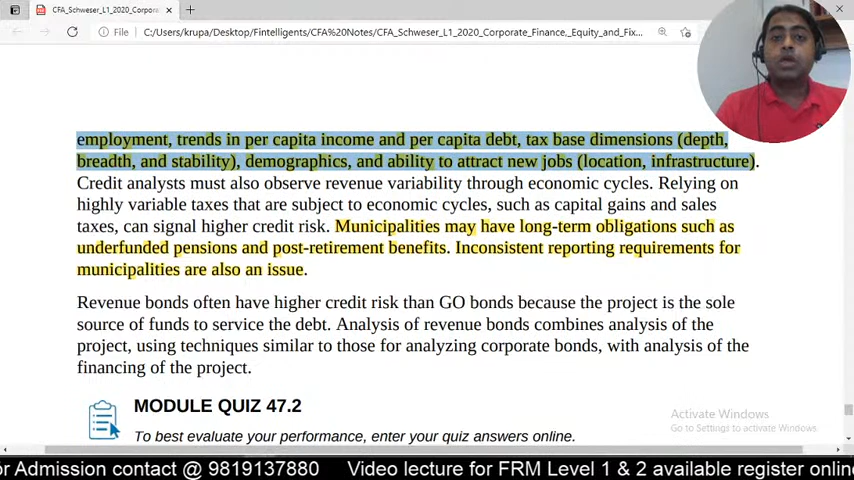 CFA_Schweser_L1_2020_Corpora
File
C:/Users/krupa/Desktop/Fintelligents/CFA%20Notes/CFA_Schweser_L1_2020_Corporate_Finance,_Equity_and_Fix...
employment, trends in per capita income and per capita debt, tax base dimensions (depth,
breadth, and stability), demographics, and ability to attract new jobs (location, infrastructure).
Credit analysts must also observe revenue variability through economic cycles. Relying on
highly variable taxes that are subject to economic cycles, such as capital gains and sales
taxes, can signal higher credit risk. Municipalities may have long-term obligations such as
underfunded pensions and post-retirement benefits. Inconsistent reporting requirements for
municipalities are also an issue.
Revenue bonds often have higher credit risk than GO bonds because the project is the sole
source of funds to service the debt. Analysis of revenue bonds combines analysis of the
project, using techniques similar to those for analyzing corporate bonds, with analysis of the
financing of the project.
MODULE QUIZ 47.2
To best evaluate your performance, enter your quiz answers online.
Activate Windows
Go to Settings to activate Windows.
or Admission contact @ 9819137880 Video lecture for FRM Level 1 & 2 available register online